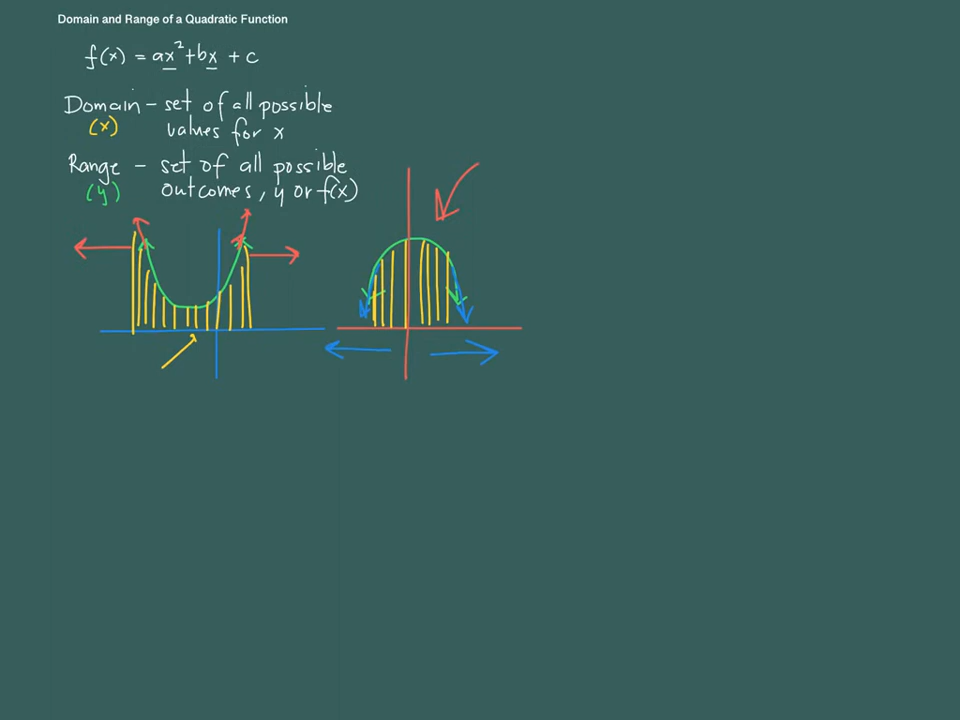 Domain and Range of a Quadratic Function
f(x) = ax²+bx + c
Domain - set of all possible
(x) values for x
Range - set of all possible
(y) outcomes, y or f(x)